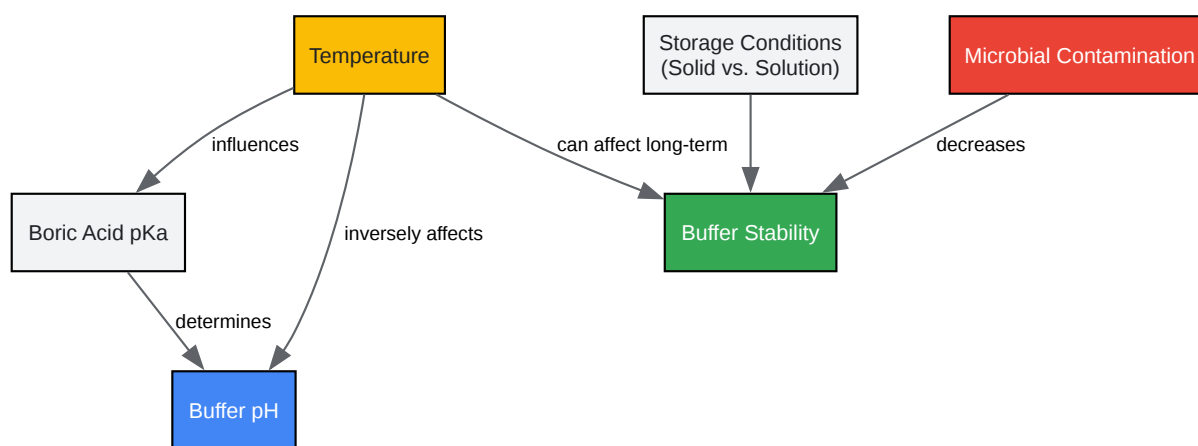 Temperature
Storage Conditions
(Solid vs. Solution)
Microbial Contamination
influences
can affect long-term
decreases
Boric Acid pKa
inversely affects
Buffer Stability
determines
Buffer pH